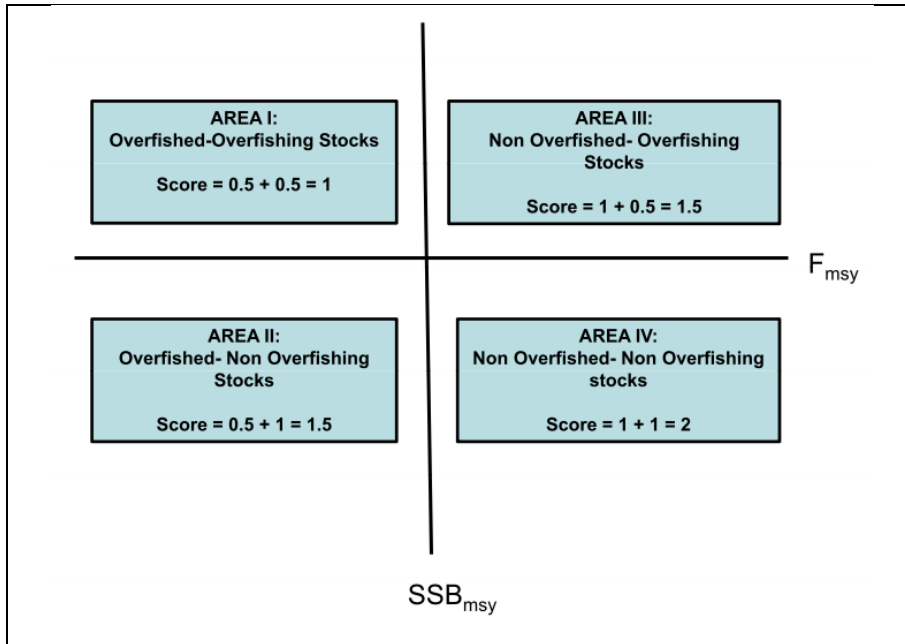 AREA I:
Overfished-Overfishing Stocks
Score = 0.5 + 0.5 = 1
AREA III:
Non Overfished- Overfishing
Stocks
Score = 1 + 0.5 = 1.5
Fmsy
AREA II:
Overfished- Non Overfishing
Stocks
Score = 0.5 + 1 = 1.5
AREA IV:
Non Overfished- Non Overfishing
stocks
Score = 1 + 1 = 2
SSBmsy